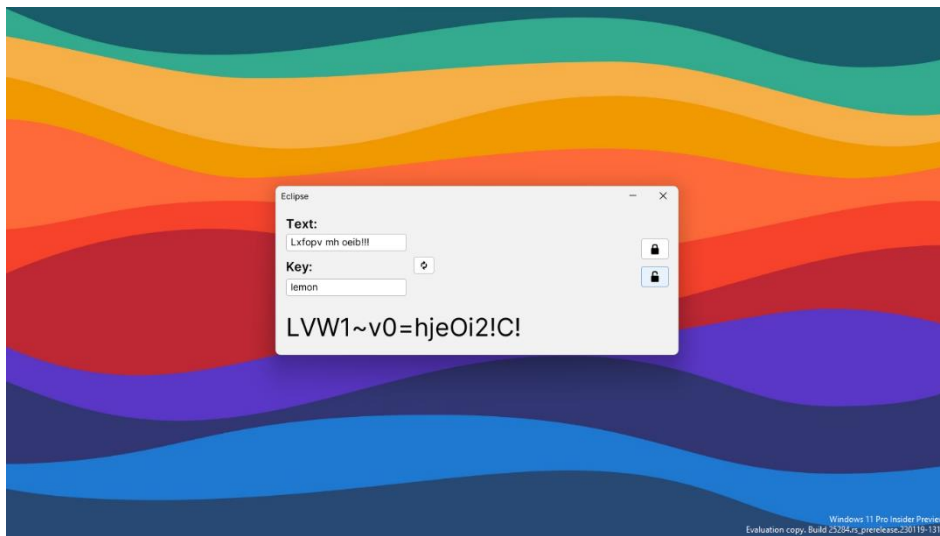 Eclipse
Text:
Lxfopv mh oeib!!!
Key:
lemon
LVW1~v0=hjeOi2!C!
Windows 11 Pro Insider Previe
Evaluation copy. Build 25284.rs_prerelease.230119-131